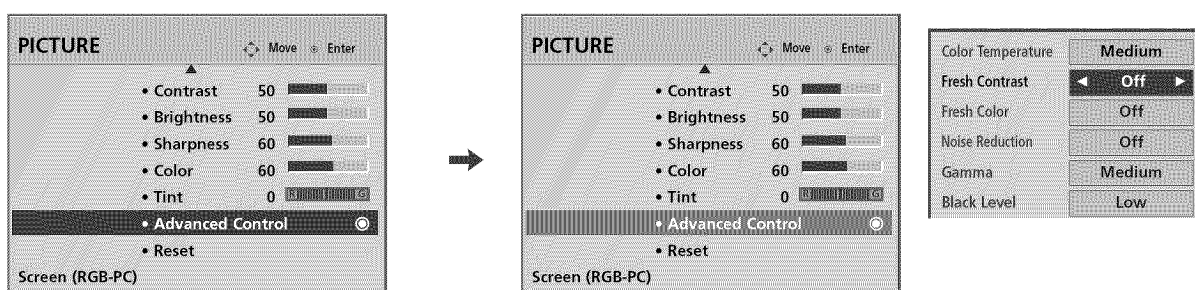 PICTURE
Move Enter
• Contrast 50
• Brightness 50
• Sharpness 60
• Color 60
• Tint 0 R G
• Advanced Control
• Reset
Screen (RGB-PC)
PICTURE
Move Enter
• Contrast 50
• Brightness 50
• Sharpness 60
• Color 60
• Tint 0 R G
• Advanced Control
• Reset
Screen (RGB-PC)
Color Temperature Medium
Fresh Contrast ◄ Off ►
Fresh Color Off
Noise Reduction Off
Gamma Medium
Black Level Low